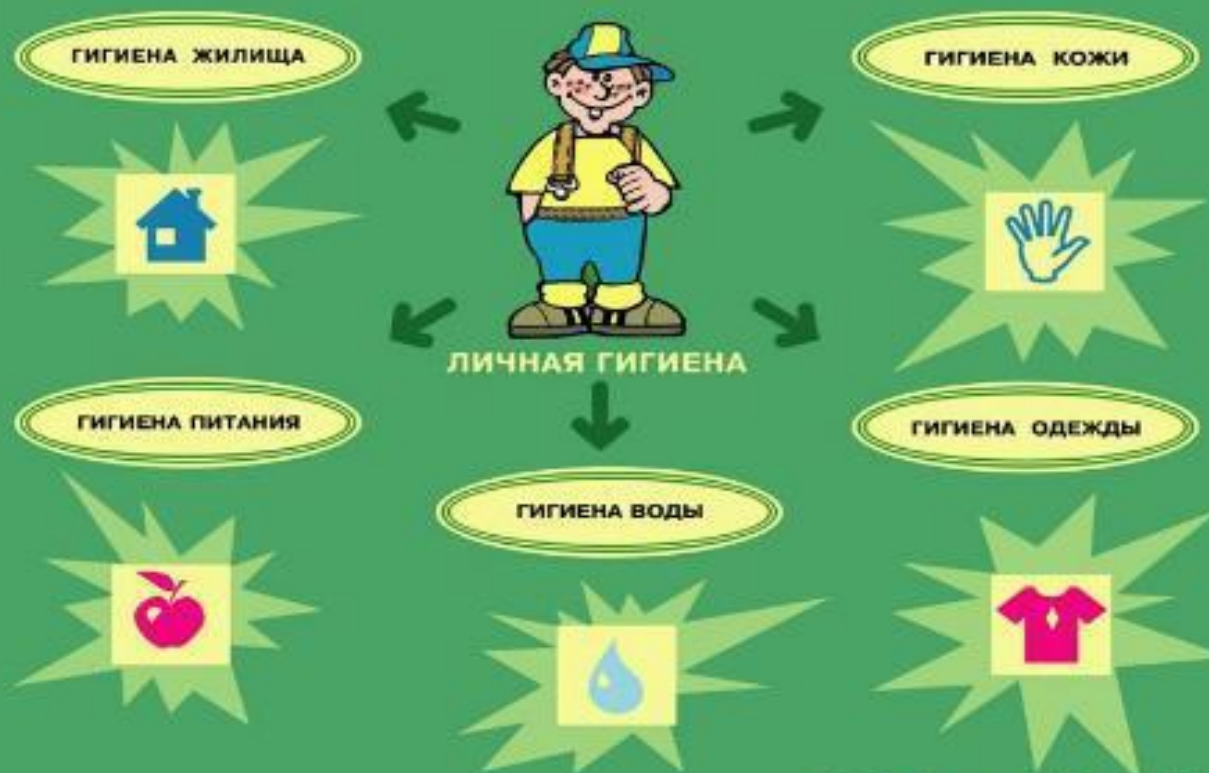 ГИГИЕНА ЖИЛИЩА
ГИГИЕНА КОЖИ
ЛИЧНАЯ ГИГИЕНА
ГИГИЕНА ПИТАНИЯ
ГИГИЕНА ОДЕЖДЫ
ГИГИЕНА ВОДЫ